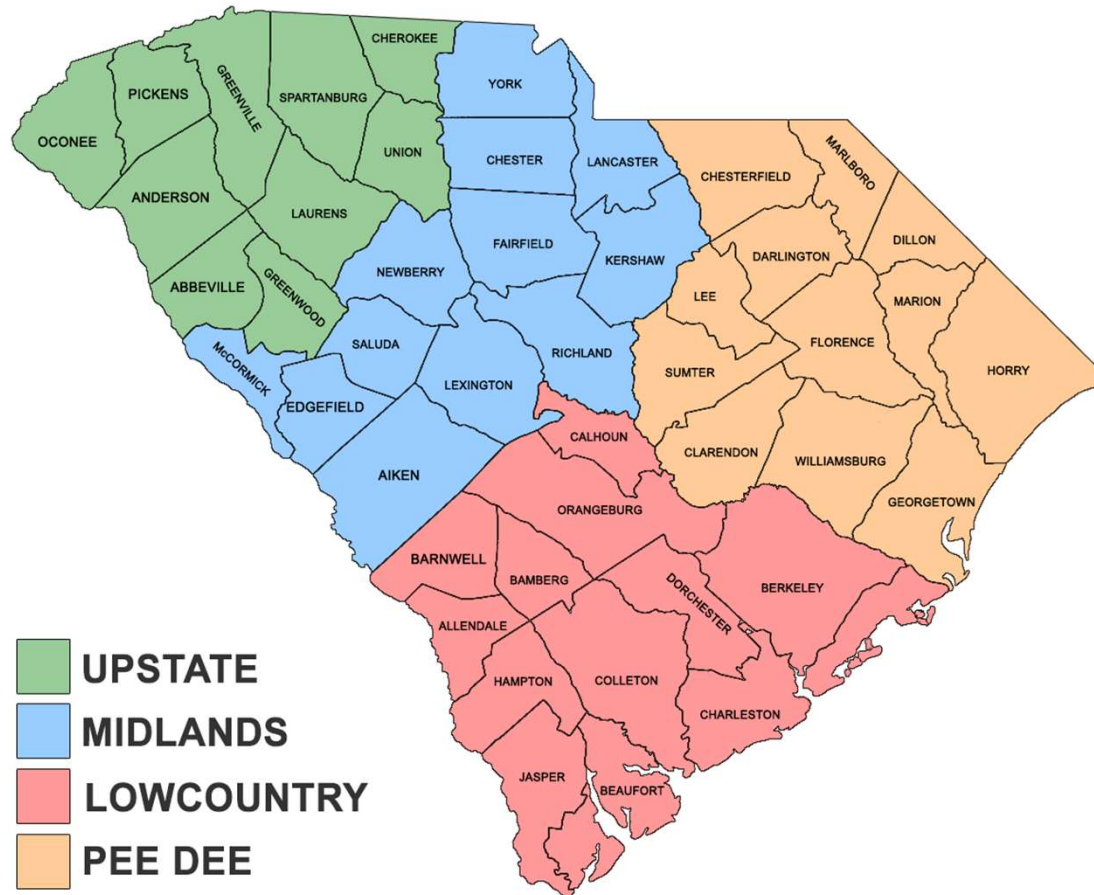 CHEROKEE
YORK
PICKENS
GREENVILLE
SPARTANBURG
OCONEE
UNION
CHESTER
LANCASTER
CHESTERFIELD
MARLBORO
ANDERSON
LAURENS
DILLON
FAIRFIELD
DARLINGTON
KERSHAW
NEWBERRY
ABBEVILLE
GREENWOOD
LEE
MARION
FLORENCE
SALUDA
RICHLAND
McCORMICK
SUMTER
HORRY
LEXINGTON
EDGEFIELD
CALHOUN
CLARENDON
WILLIAMSBURG
AIKEN
GEORGETOWN
ORANGEBURG
BARNWELL
BAMBERG
DORCHESTER
BERKELEY
ALLENDALE
HAMPTON
COLLETON
CHARLESTON
JASPER
BEAUFORT
UPSTATE
MIDLANDS
LOWCOUNTRY
PEE DEE